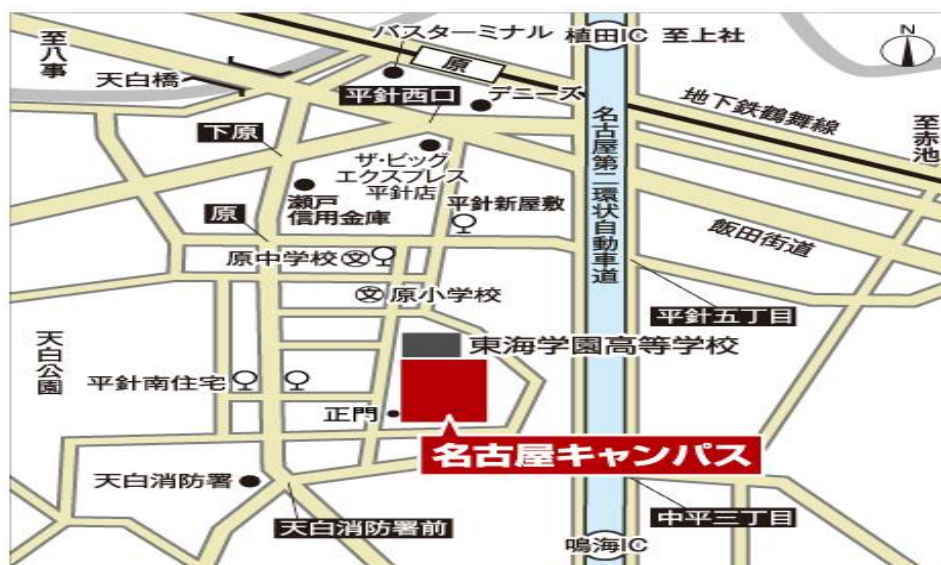 至八事
バスターミナル
原
植田IC
至上社
N
天白橋
平針西口
デニーズ
地下鉄鶴舞線
至赤池
下原
ザ・ビッグ
エクスプレス
平針店
名古屋第二環状自動車道
瀬戸
信用金庫
平針新屋敷
原
飯田街道
原中学校
文
文
原小学校
平針五丁目
天白公園
東海学園高等学校
平針南住宅
正門
名古屋キャンパス
天白消防署
天白消防署前
中平三丁目
鳴海IC